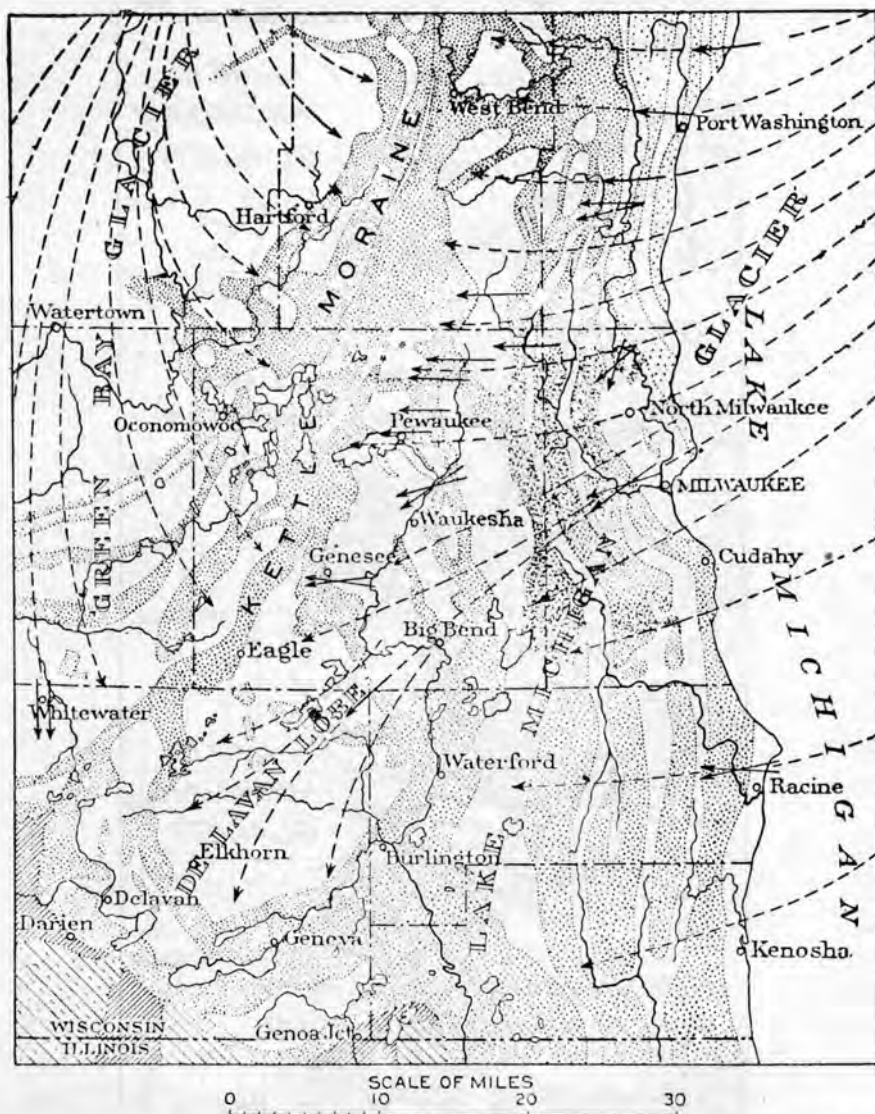 West Bend
Port Washington
GREEN BAY GLACIER
Hartford
KETTLE MORAINE
LAKE MICHIGAN GLACIER
LAKE MICHIGAN
Watertown
Oconomowoc
Pewaukee
North Milwaukee
MILWAUKEE
Waukesha
Cudahy
Genesee
Eagle
Big Bend
Whitewater
DELAVAN LOBE
Waterford
Racine
Elkhorn
Burlington
Delavan
Darien
Geneva
Kenosha
WISCONSIN
ILLINOIS
Genoa Jct.
SCALE OF MILES
0 10 20 30